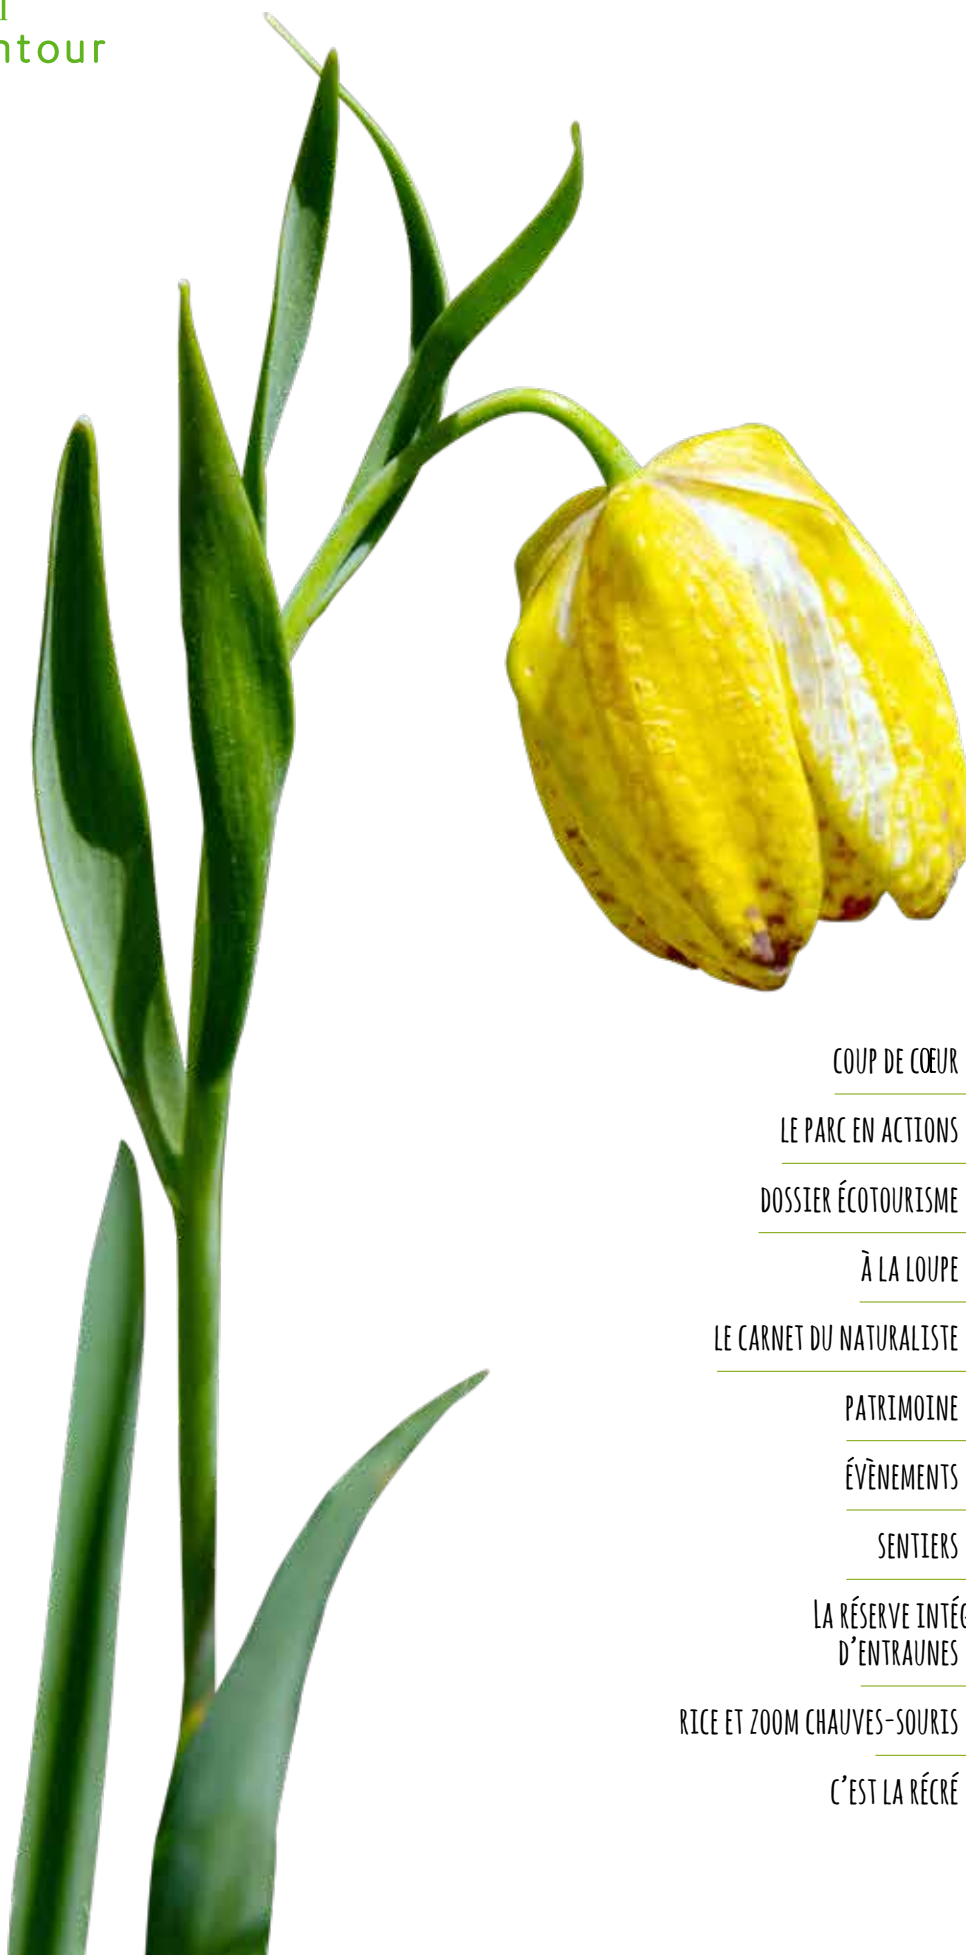 ntour
COUP DE CŒUR
LE PARC EN ACTIONS
DOSSIER ÉCOTOURISME
À LA LOUPE
LE CARNET DU NATURALISTE
PATRIMOINE
ÉVÈNEMENTS
SENTIERS
LA RÉSERVE INTÉG
D'ENTRAUNES
RICE ET ZOOM CHAUVES-SOURIS
C'EST LA RÉCRÉ